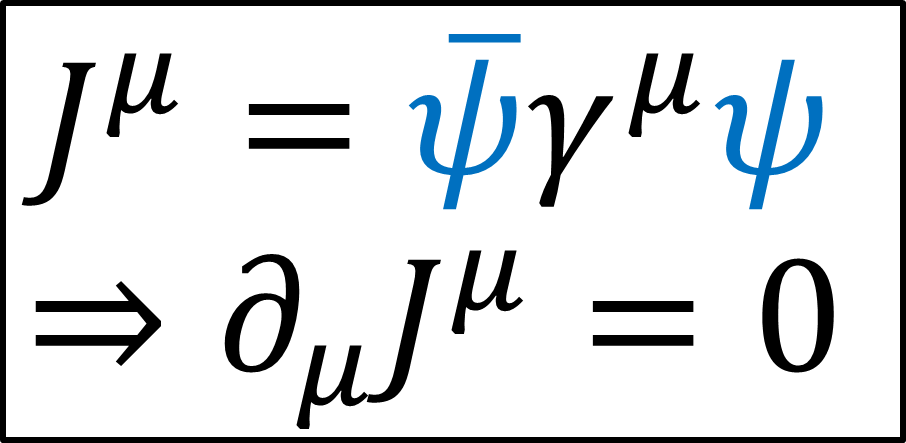 J^μ = ψ̄γ^μψ
⇒ ∂_μJ^μ = 0